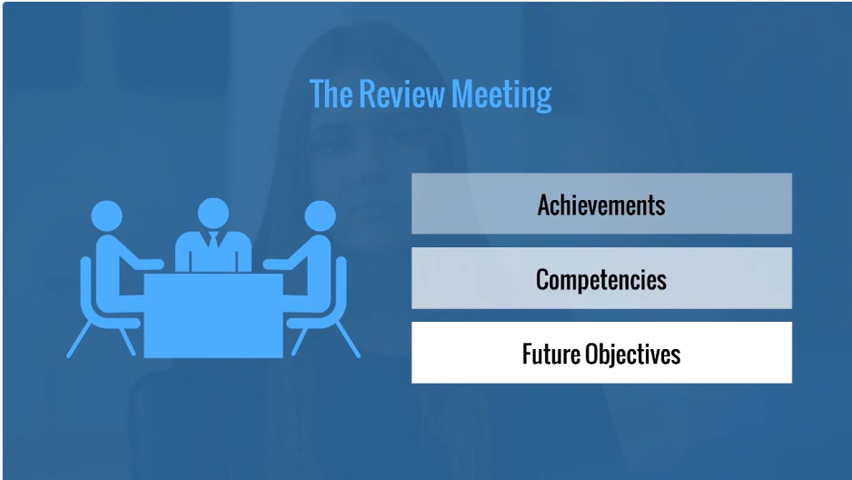 The Review Meeting
Achievements
Competencies
Future Objectives